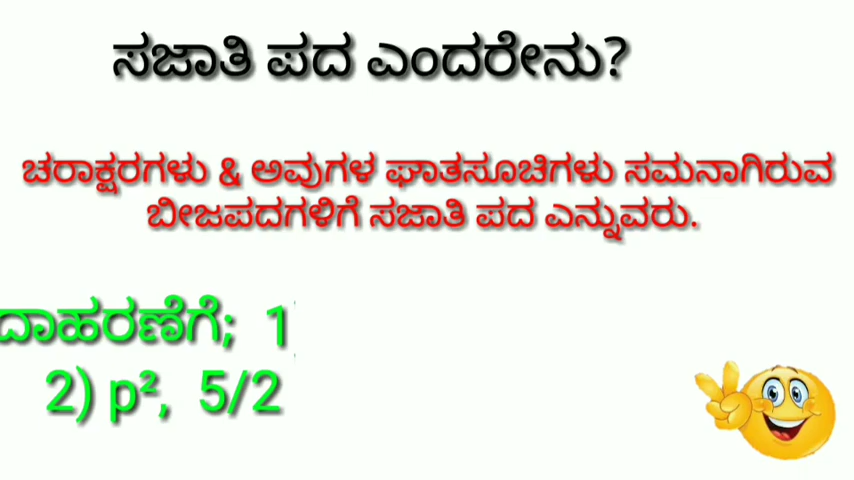 ಸಜಾತಿ ಪದ ಎಂದರೇನು?
ಚರಾಕ್ಷರಗಳು & ಅವುಗಳ ಘಾತಸೂಚಿಗಳು ಸಮನಾಗಿರುವ
ಬೀಜಪದಗಳಿಗೆ ಸಜಾತಿ ಪದ ಎನ್ನುವರು.
ದಾಹರಣೆಗೆ; 1
2) p², 5/2